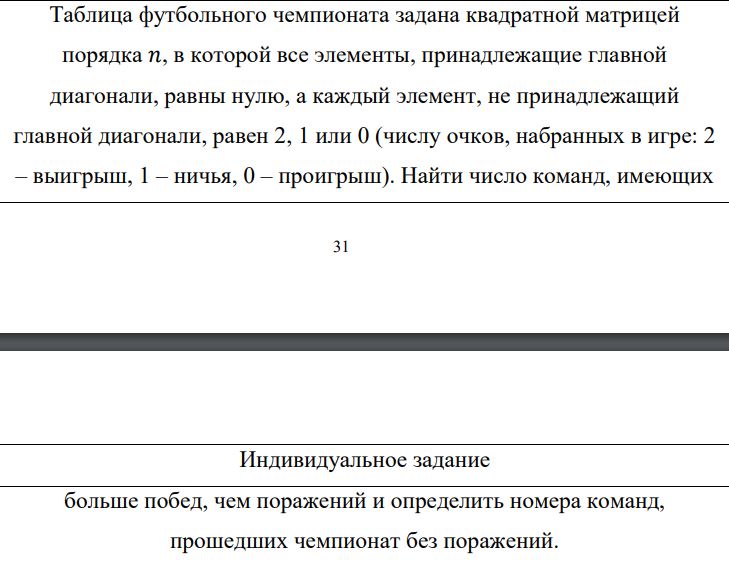 Таблица футбольного чемпионата задана квадратной матрицей
порядка n, в которой все элементы, принадлежащие главной
диагонали, равны нулю, а каждый элемент, не принадлежащий
главной диагонали, равен 2, 1 или 0 (числу очков, набранных в игре: 2
– выигрыш, 1 – ничья, 0 – проигрыш). Найти число команд, имеющих
31
Индивидуальное задание
больше побед, чем поражений и определить номера команд,
прошедших чемпионат без поражений.